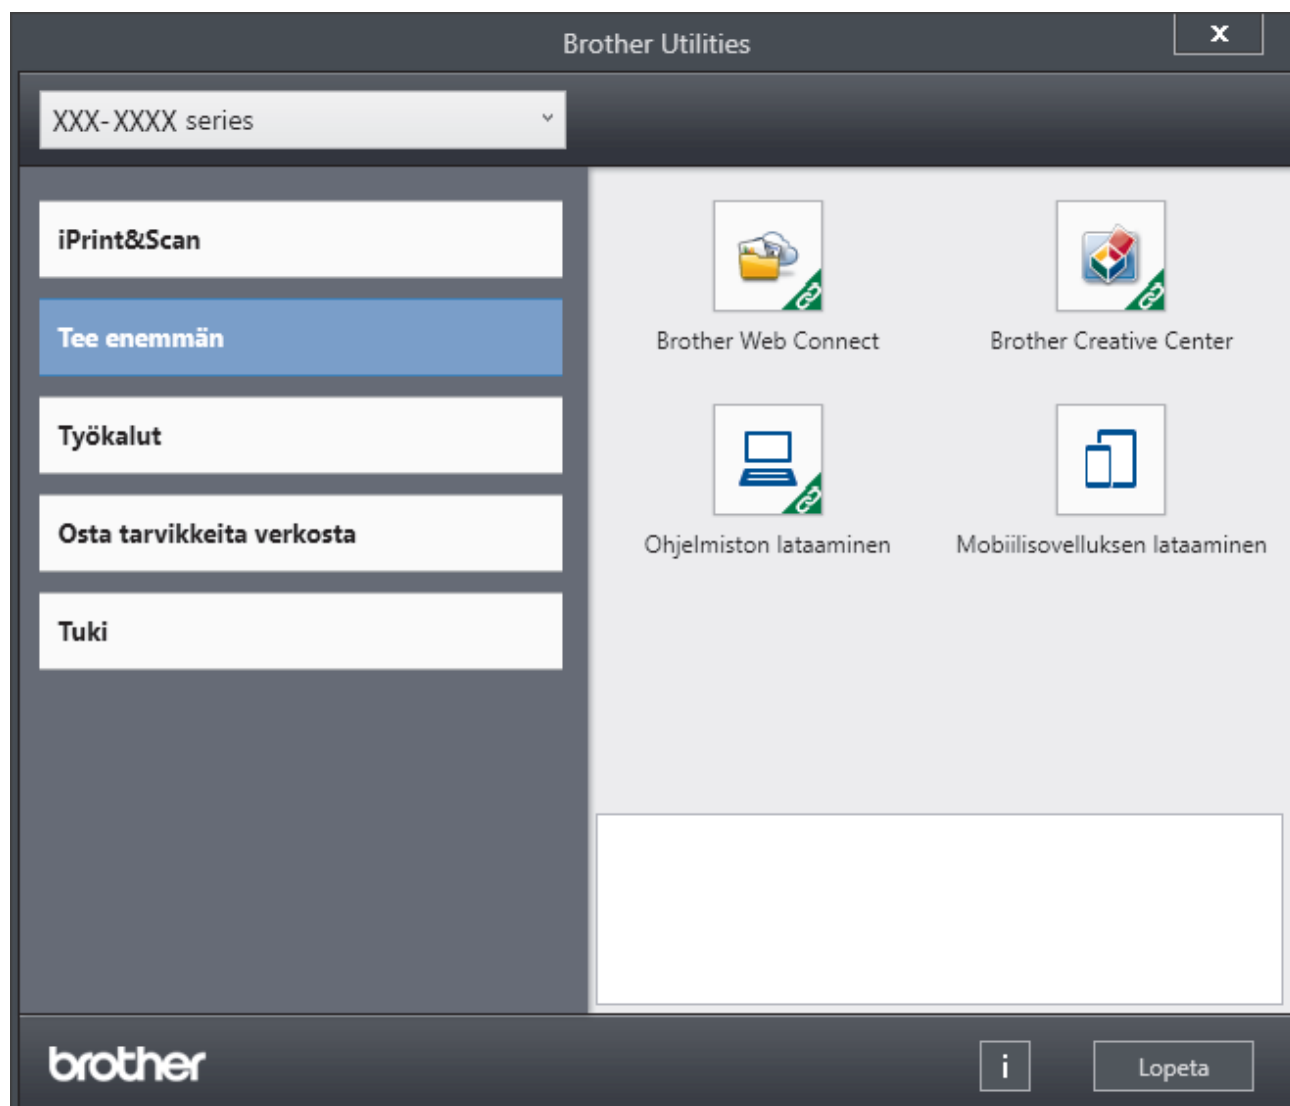 Brother Utilities
x
XXX-XXXX series
iPrint&Scan
Tee enemmän
Työkalut
Osta tarvikkeita verkosta
Tuki
Brother Web Connect
Brother Creative Center
Ohjelmiston lataaminen
Mobiilisovelluksen lataaminen
brother
i
Lopeta